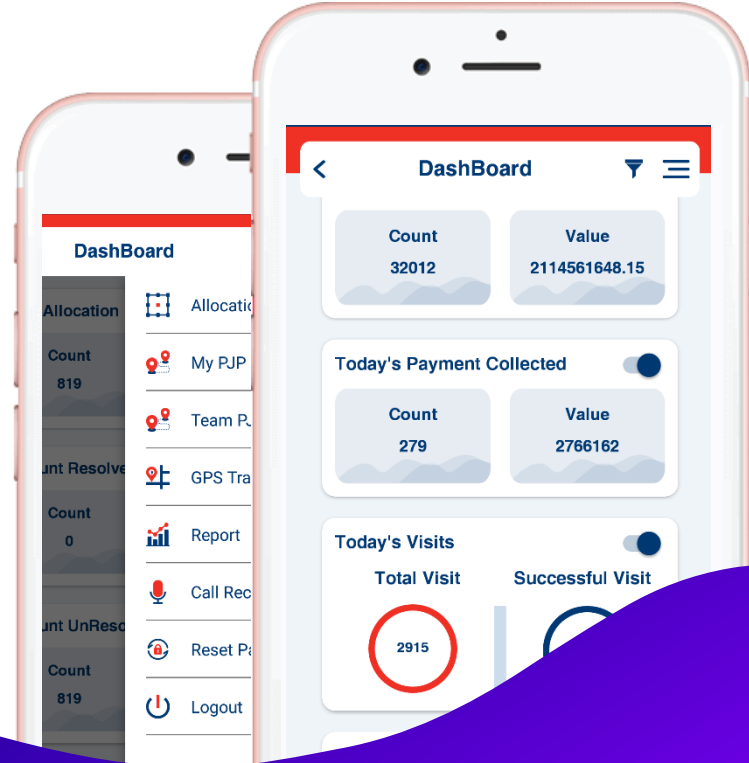 DashBoard
Allocation
Count
819
unt Resolve
Count
0
unt UnReso
Count
819
Allocatic
My PJP
Team PJ
GPS Tra
Report
Call Rec
Reset Pa
Logout
DashBoard
Count
Value
32012
2114561648.15
Today's Payment Collected
Count
Value
279
2766162
Today's Visits
Total Visit
Successful Visit
2915